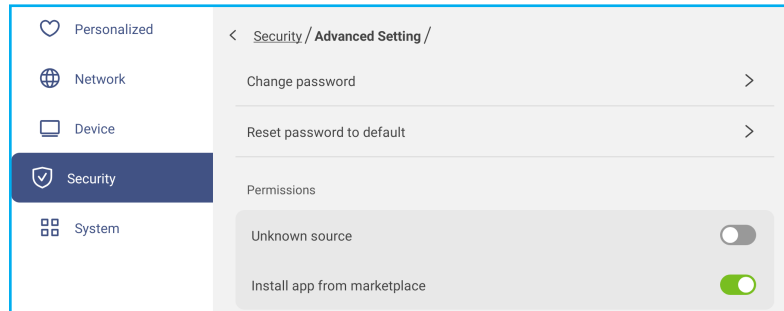 Personalized
Network
Device
Security
System
< Security / Advanced Setting /
Change password >
Reset password to default >
Permissions
Unknown source
Install app from marketplace